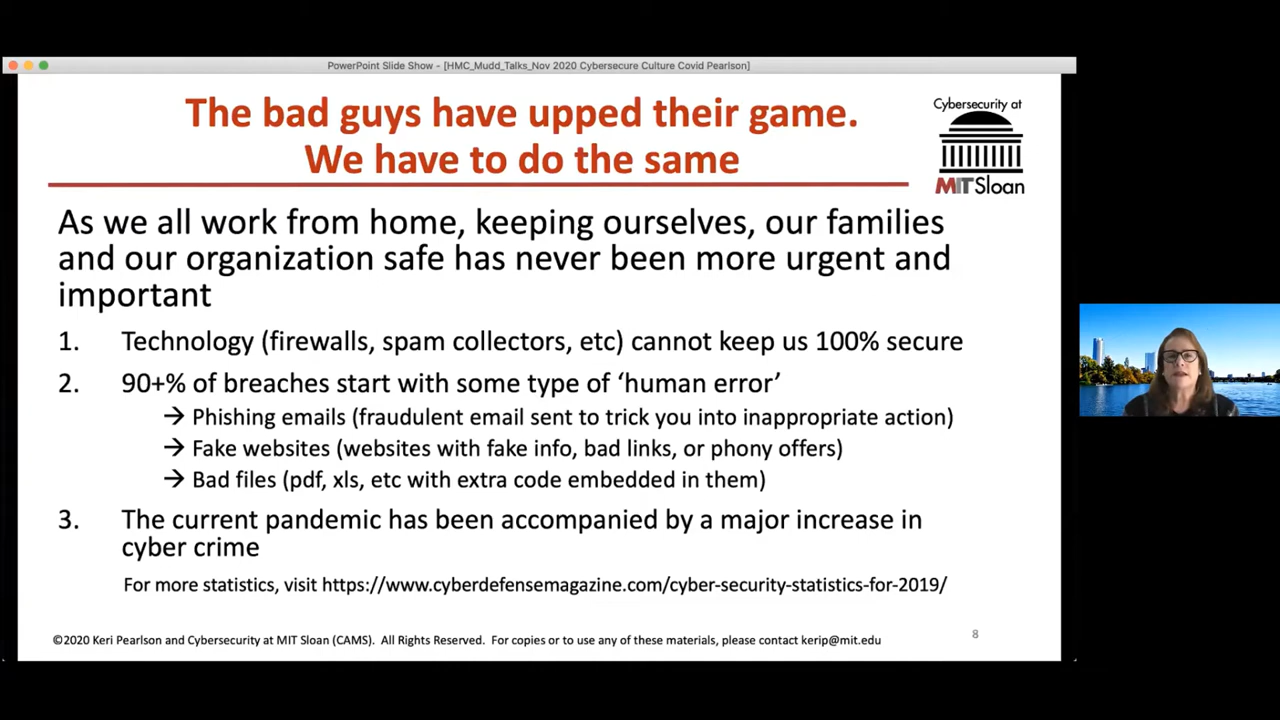 PowerPoint Slide Show - [HMC_Mudd_Talks_Nov 2020 Cybersecure Culture Covid Pearlson]
The bad guys have upped their game.
We have to do the same
Cybersecurity at
MIT Sloan
As we all work from home, keeping ourselves, our families
and our organization safe has never been more urgent and
important
1. Technology (firewalls, spam collectors, etc) cannot keep us 100% secure
2. 90+% of breaches start with some type of ‘human error’
→ Phishing emails (fraudulent email sent to trick you into inappropriate action)
→ Fake websites (websites with fake info, bad links, or phony offers)
→ Bad files (pdf, xls, etc with extra code embedded in them)
3. The current pandemic has been accompanied by a major increase in
cyber crime
For more statistics, visit https://www.cyberdefensemagazine.com/cyber-security-statistics-for-2019/
©2020 Keri Pearlson and Cybersecurity at MIT Sloan (CAMS). All Rights Reserved. For copies or to use any of these materials, please contact kerip@mit.edu
8